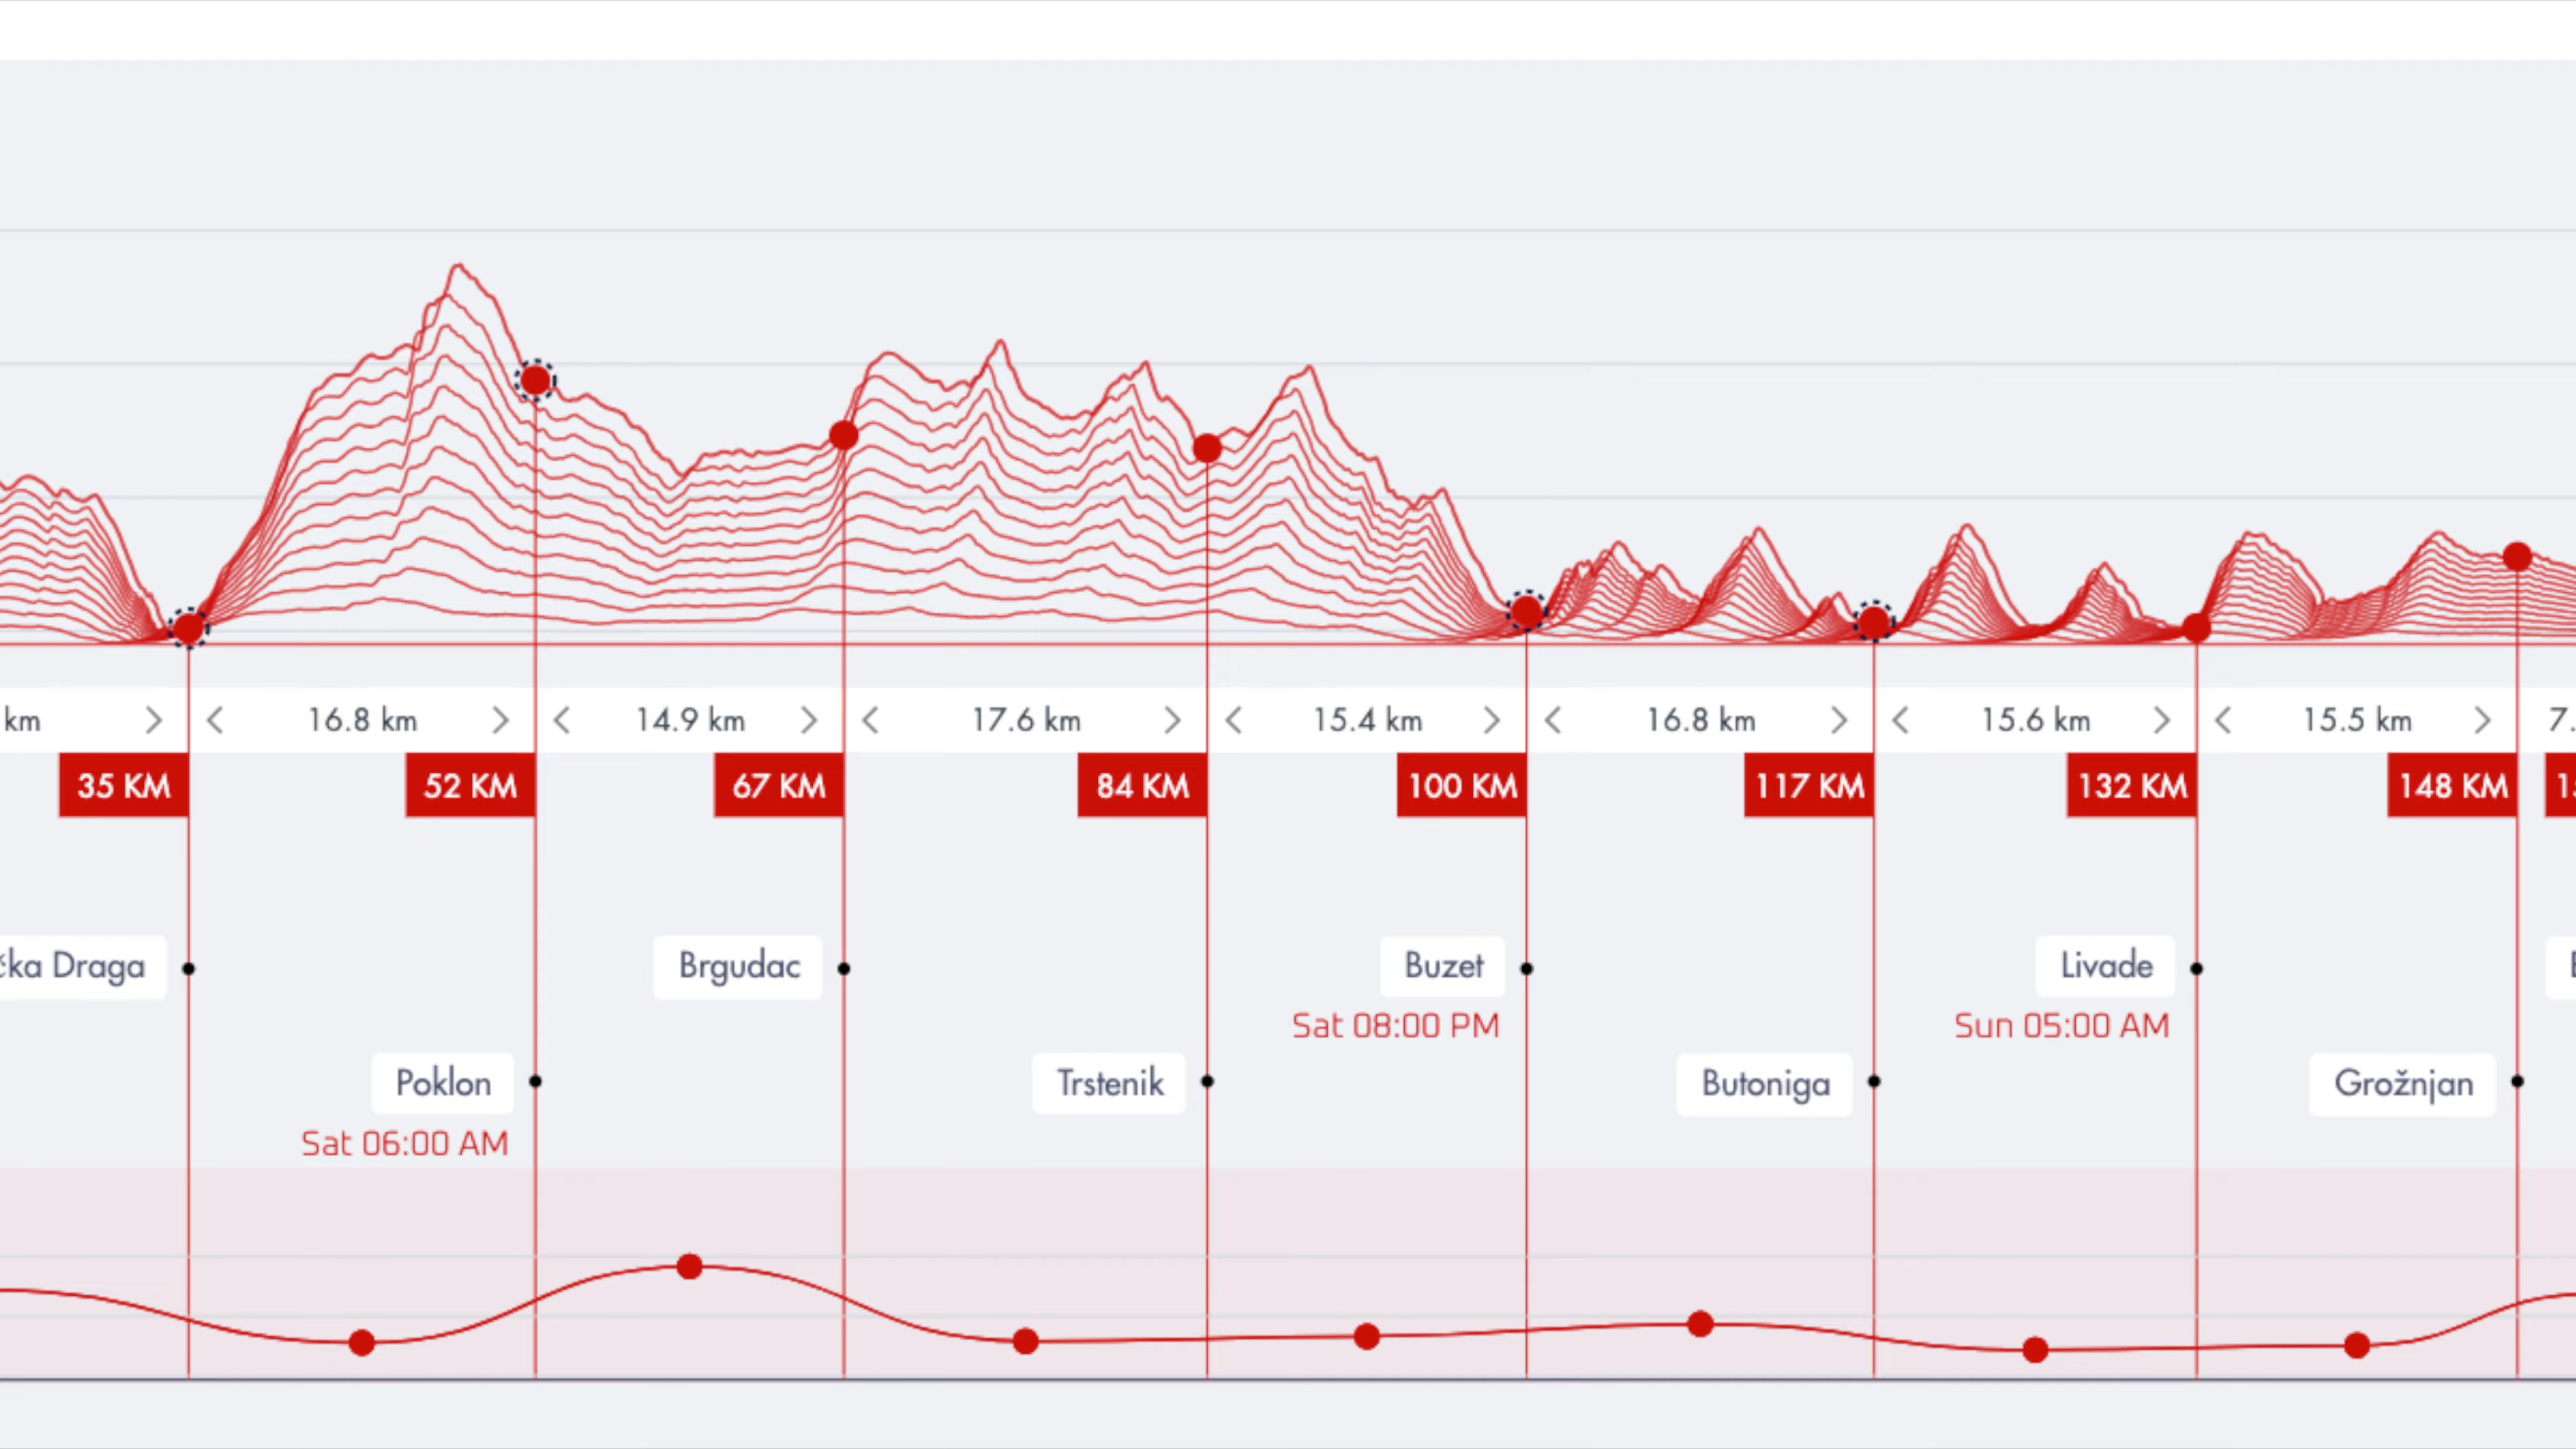 km
16.8 km
14.9 km
17.6 km
15.4 km
16.8 km
15.6 km
15.5 km
7.
35 KM
52 KM
67 KM
84 KM
100 KM
117 KM
132 KM
148 KM
čka Draga
Brgudac
Buzet
Livade
Sat 08:00 PM
Sun 05:00 AM
Poklon
Trstenik
Butoniga
Grožnjan
Sat 06:00 AM